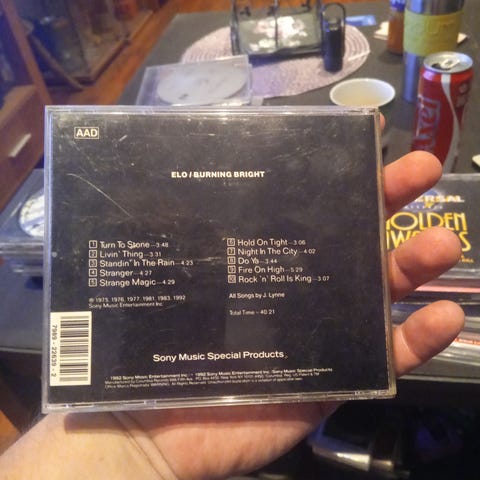 AAD
ELO / BURNING BRIGHT
1 Turn To Stone—3:48
2 Livin' Thing—3:31
3 Standin' In The Rain—4:23
4 Stranger—4:27
5 Strange Magic—4:29
6 Hold On Tight—3:06
7 Night In The City—4:02
8 Do Ya—3:44
9 Fire On High—5:29
10 Rock 'n' Roll Is King—3:07
℗ 1975, 1976, 1977, 1981, 1983, 1992
Sony Music Entertainment Inc.
All Songs by J. Lynne
Total Time — 40:21
Sony Music Special Products
7989-22639-2